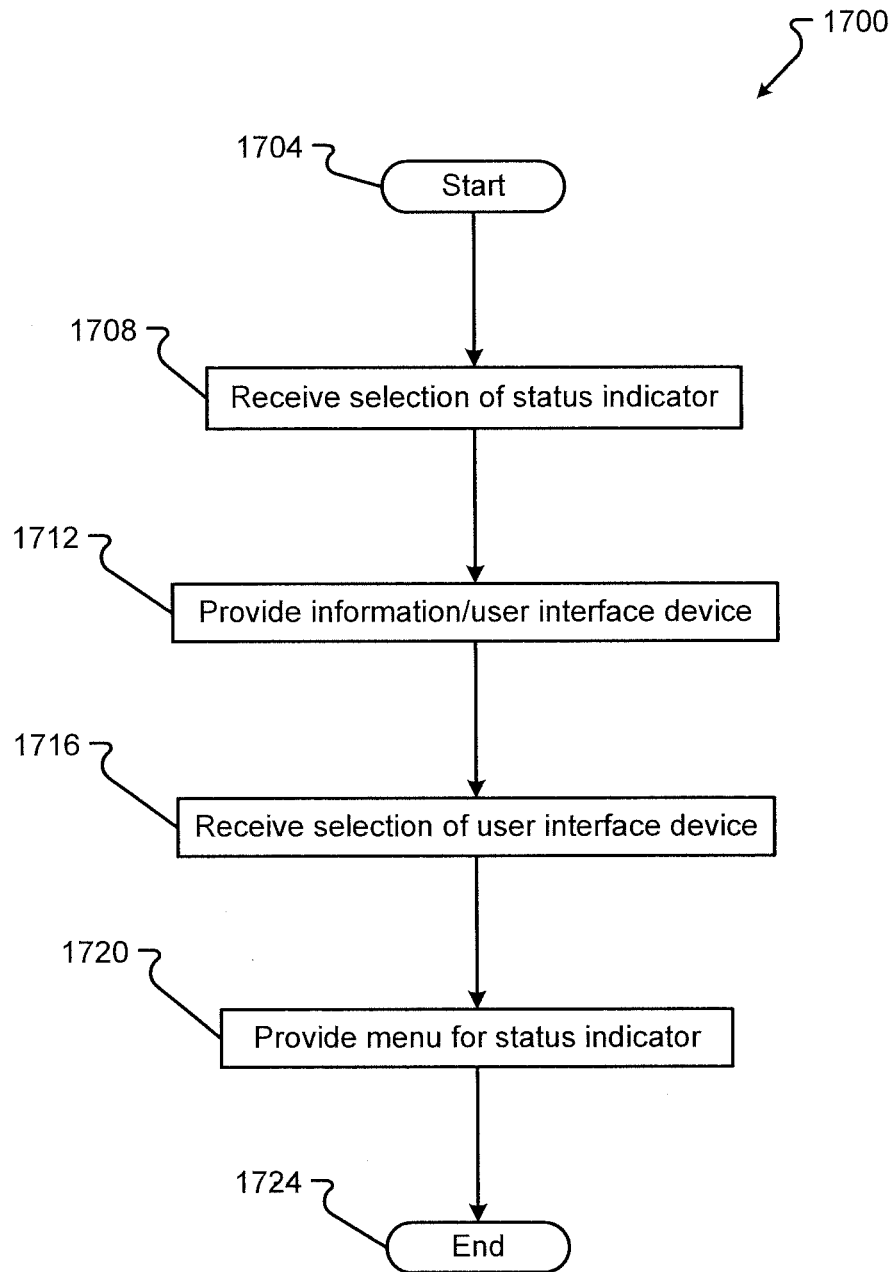 1700
1704
Start
1708
Receive selection of status indicator
1712
Provide information/user interface device
1716
Receive selection of user interface device
1720
Provide menu for status indicator
1724
End